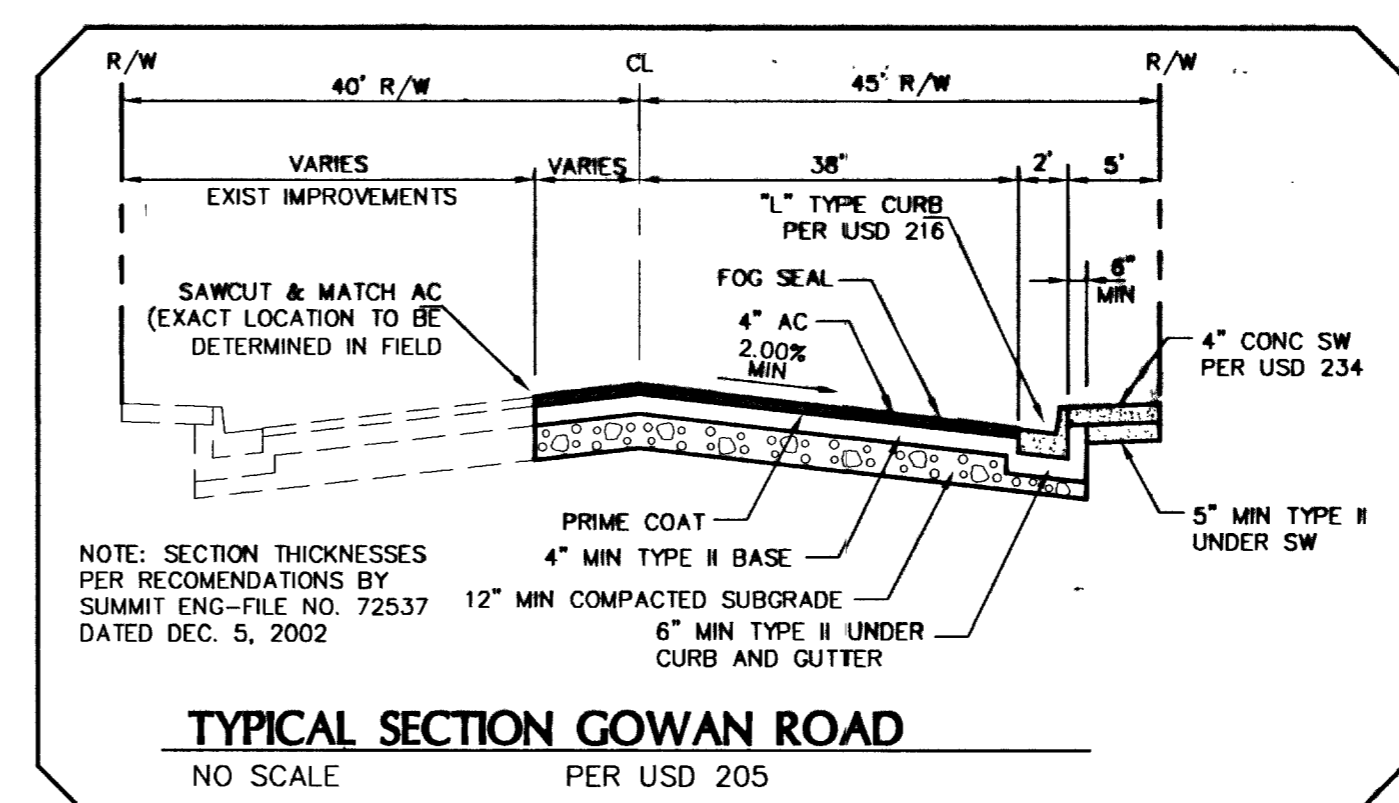 R/W
CL
R/W
40' R/W
45' R/W
VARIES
VARIES
38'
2'
5'
EXIST IMPROVEMENTS
"L" TYPE CURB
PER USD 216
6"
MIN
FOG SEAL
SAWCUT & MATCH AC
(EXACT LOCATION TO BE
DETERMINED IN FIELD
4" AC
2.00%
MIN
4" CONC SW
PER USD 234
PRIME COAT
4" MIN TYPE II BASE
12" MIN COMPACTED SUBGRADE
6" MIN TYPE II UNDER
CURB AND GUTTER
5" MIN TYPE II
UNDER SW
NOTE: SECTION THICKNESSES
PER RECOMENDATIONS BY
SUMMIT ENG-FILE NO. 72537
DATED DEC. 5, 2002
TYPICAL SECTION GOWAN ROAD
NO SCALE
PER USD 205